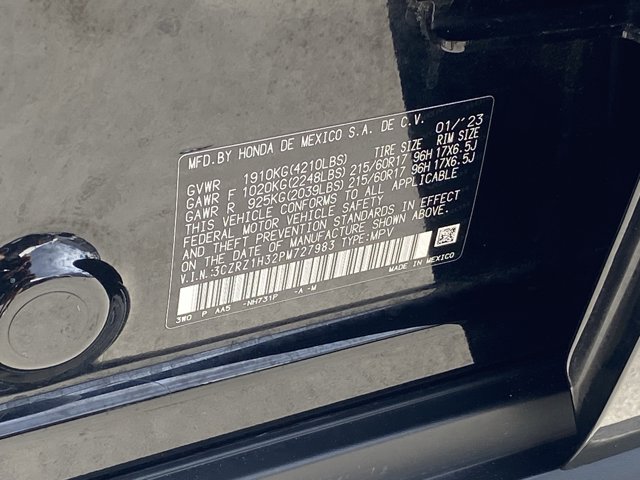 MFD.BY HONDA DE MEXICO S.A. DE C.V. 01/'23
GVWR 1910KG(4210LBS) TIRE SIZE RIM SIZE
GAWR F 1020KG(2248LBS) 215/60R17 96H 17X6.5J
GAWR R 925KG(2039LBS) 215/60R17 96H 17X6.5J
THIS VEHICLE CONFORMS TO ALL APPLICABLE
FEDERAL MOTOR VEHICLE SAFETY
AND THEFT PREVENTION STANDARDS IN EFFECT
ON THE DATE OF MANUFACTURE SHOWN ABOVE.
V.I.N.:3CZRZ1H32PM727983 TYPE:MPV
3W0 P AA5 -NH731P -A -M
MADE IN MEXICO